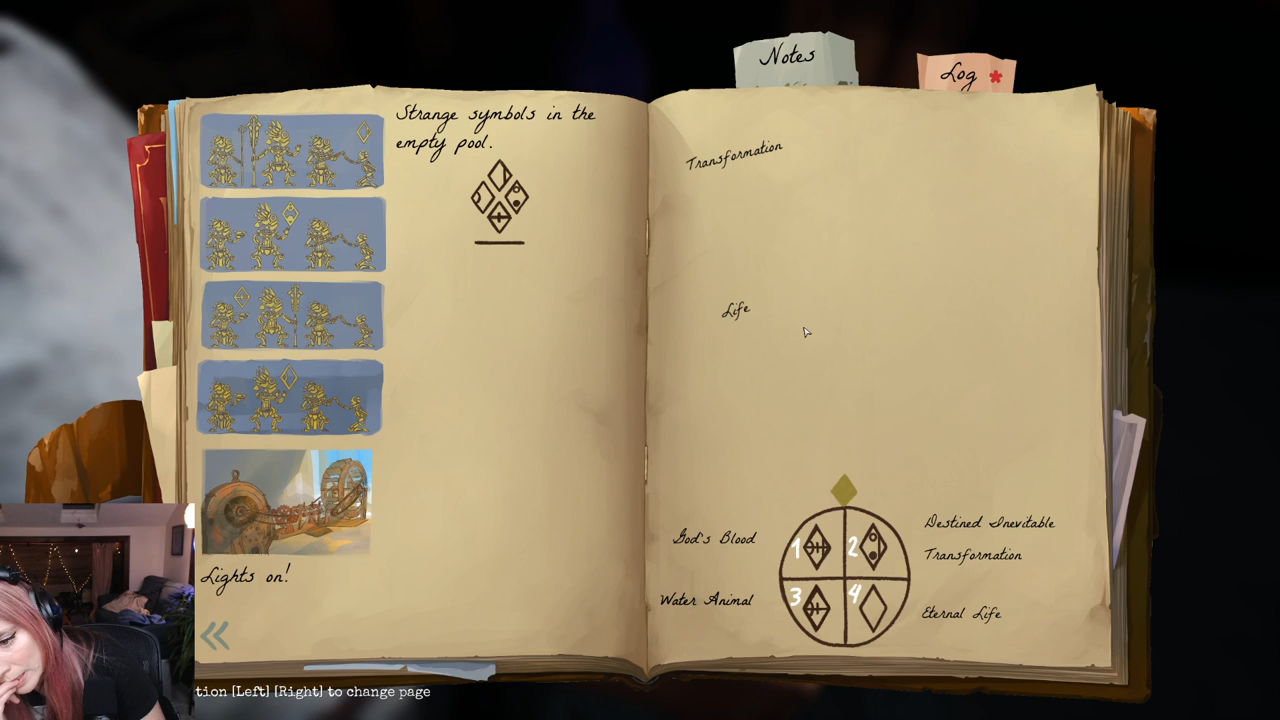 Notes
Log *
Strange symbols in the
empty pool.
Lights on!
Transformation
Life
God's Blood
Water Animal
1
2
3
4
Destined Inevitable
Transformation
Eternal Life
tion [Left] [Right] to change page